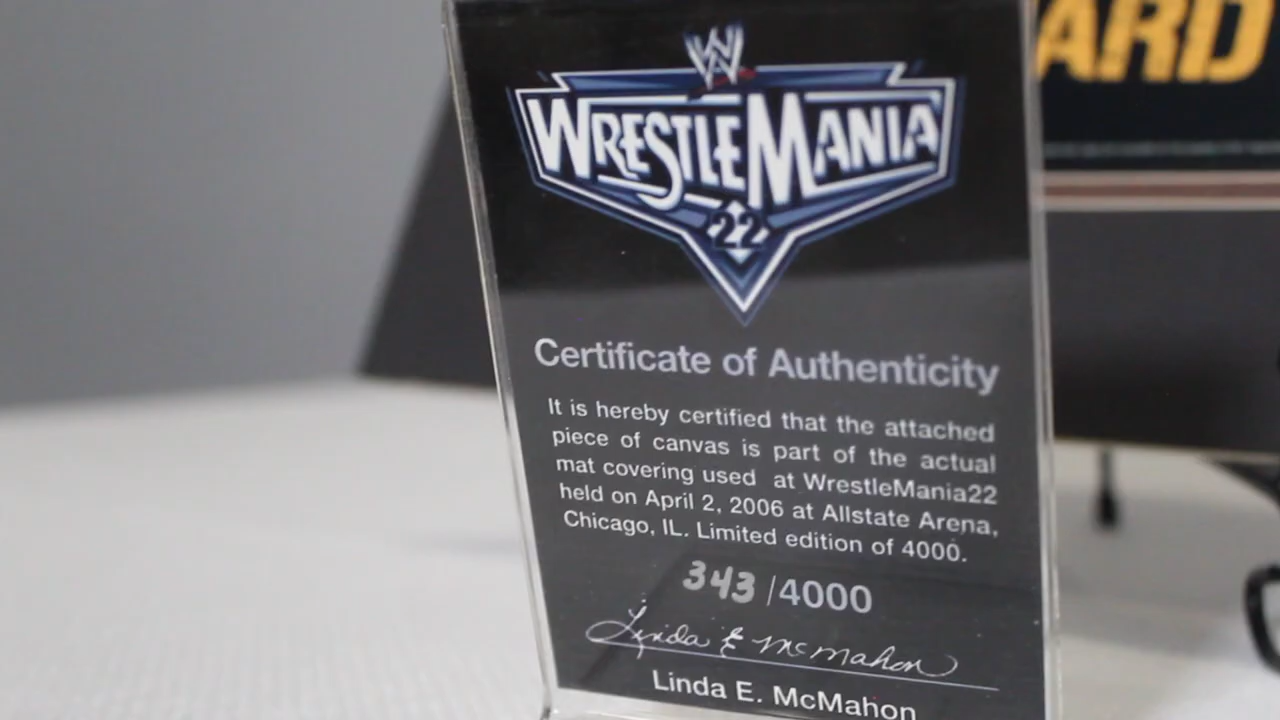 W
ARD
WRESTLEMANIA
22
Certificate of Authenticity
It is hereby certified that the attached
piece of canvas is part of the actual
mat covering used at WrestleMania22
held on April 2, 2006 at Allstate Arena,
Chicago, IL. Limited edition of 4000.
343 /4000
Linda E McMahon
Linda E. McMahon